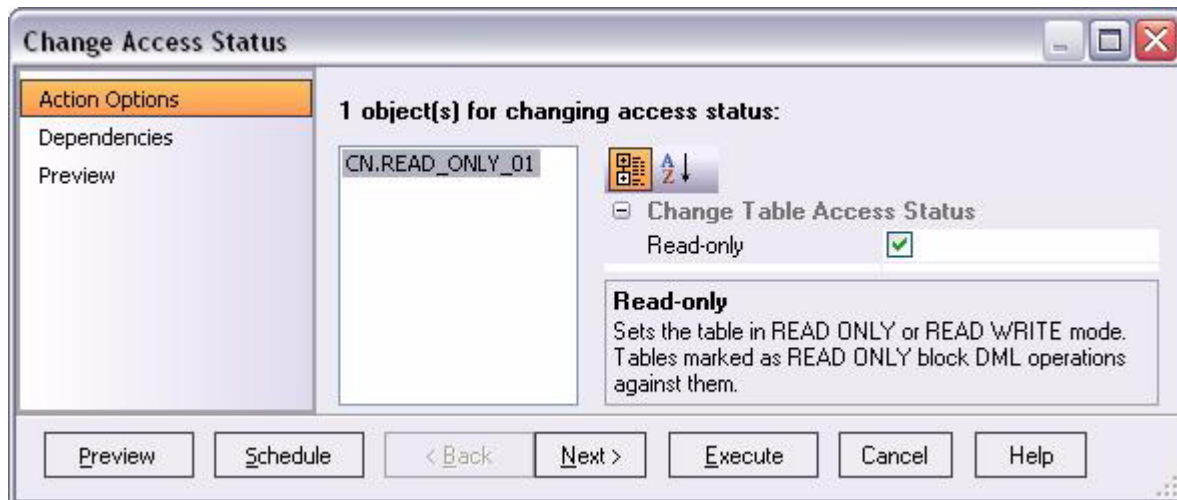 Change Access Status
Action Options
Dependencies
Preview
1 object(s) for changing access status:
CN.READ_ONLY_01
A
Z
Change Table Access Status
Read-only
Read-only
Sets the table in READ ONLY or READ WRITE mode.
Tables marked as READ ONLY block DML operations
against them.
Preview
Schedule
< Back
Next >
Execute
Cancel
Help